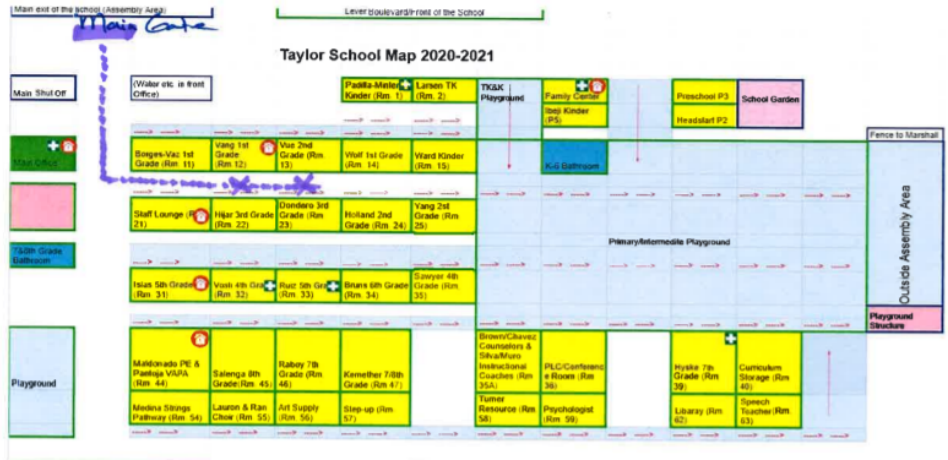 Main exit of the school (Assembly Area)
Level Boulevard/Front of the School
Main Gate
Taylor School Map 2020-2021
Main Shut Off
(Water etc. in front
Office)
Kinder (Rm. 1)
Larsen TK
(Rm. 2)
TK&K
Playground
Family Center
Ibeji Kinder
(P5)
Preschool P3
Headstart P2
School Garden
Fence to Marshall
Main Office
Borges-Vaz 1st
Grade (Rm. 11)
Vang 1st
Grade
(Rm.12)
Vue 2nd
Grade (Rm.
13)
Wolf 1st Grade
(Rm. 14)
Ward Kinder
(Rm. 15)
K-6 Bathroom
Staff Lounge
21)
Hijar 3rd Grade
(Rm. 22)
Dondero 3rd
Grade (Rm.
23)
Holland 2nd
Grade (Rm. 24)
Yang 2st
Grade (Rm.
25)
Primary/Intermedite Playground
Outside Assembly Area
7&8th Grade
Bathroom
Islas 5th Grade
(Rm. 31)
4th Gra
(Rm. 32)
Ruiz 5th Gra
(Rm. 33)
Bruns 6th Grade
(Rm. 34)
Sawyer 4th
Grade (Rm.
35)
Playground
Structure
Playground
Maldonado PE &
Pantoja VAPA
(Rm. 44)
Salenga 8th
Grade(Rm. 45)
Raboy 7th
Grade (Rm.
46)
Kemether 7/8th
Grade (Rm. 47)
Brown/Chavez
Counselors &
Silva/Muro
Instructional
Coaches (Rm.
35A)
PLC/Conferenc
e Room (Rm.
36)
Hyske 7th
Grade (Rm.
39)
Curriculum
Storage (Rm.
40)
Medina Strings
Pathway (Rm. 54)
Lauron & Ran
Choir (Rm. 55)
Art Supply
(Rm. 56)
Step-up (Rm.
57)
Turner
Resource (Rm.
58)
Psychologist
(Rm. 59)
Libaray (Rm.
62)
Speech
Teacher(Rm.
63)